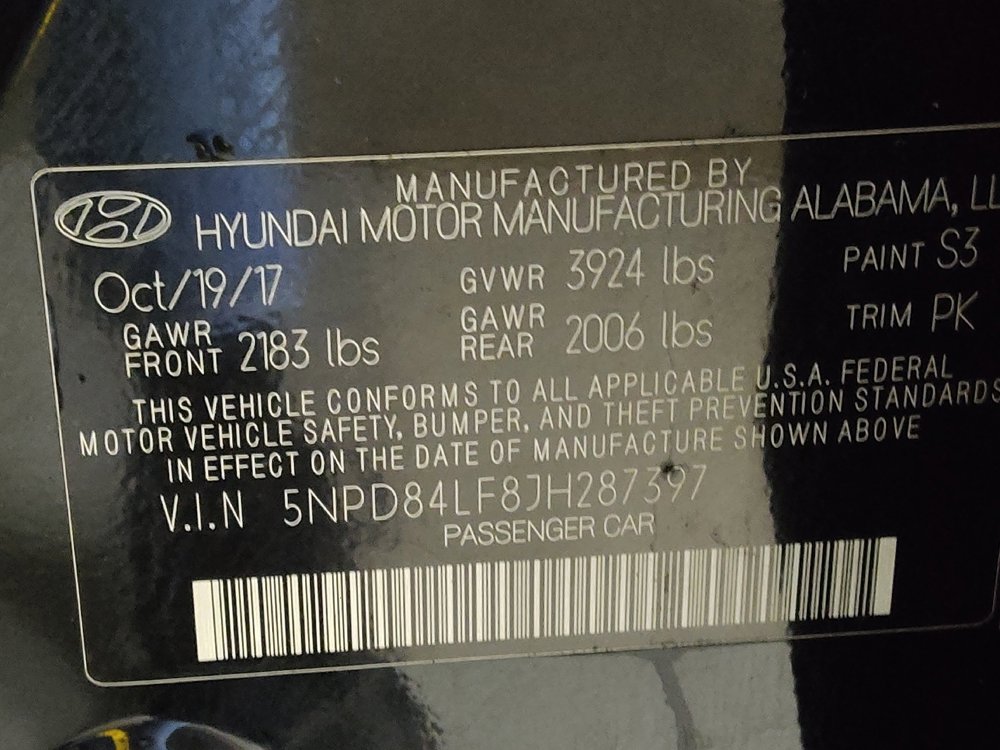 MANUFACTURED BY
HYUNDAI MOTOR MANUFACTURING ALABAMA, LL
Oct/19/17 GVWR 3924 lbs PAINT S3
GAWR FRONT 2183 lbs GAWR REAR 2006 lbs TRIM PK
THIS VEHICLE CONFORMS TO ALL APPLICABLE U.S.A. FEDERAL
MOTOR VEHICLE SAFETY, BUMPER, AND THEFT PREVENTION STANDARDS
IN EFFECT ON THE DATE OF MANUFACTURE SHOWN ABOVE
V.I.N 5NPD84LF8JH287397
PASSENGER CAR